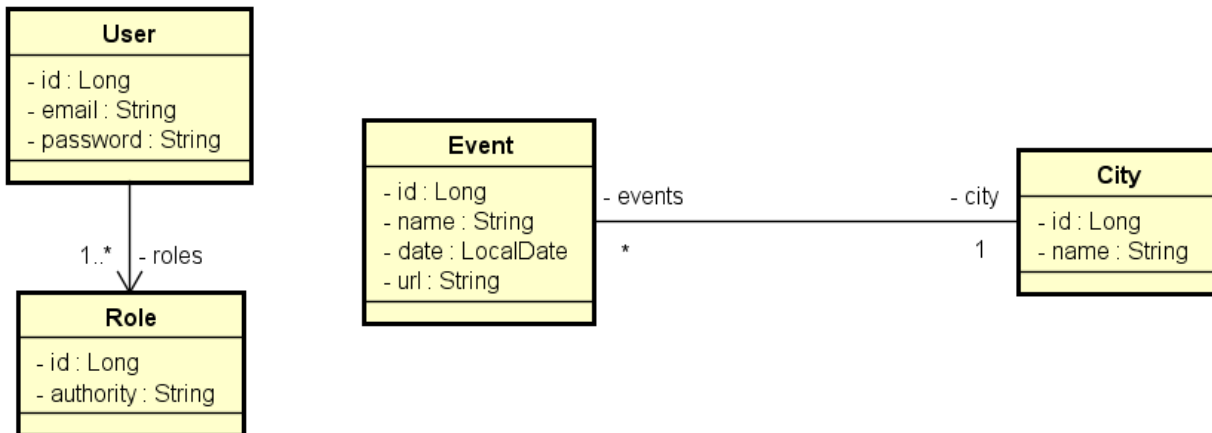 User
- id : Long
- email : String
- password : String
1..* - roles
Role
- id : Long
- authority : String
Event
- id : Long
- name : String
- date : LocalDate
- url : String
- events
*
- city
1
City
- id : Long
- name : String